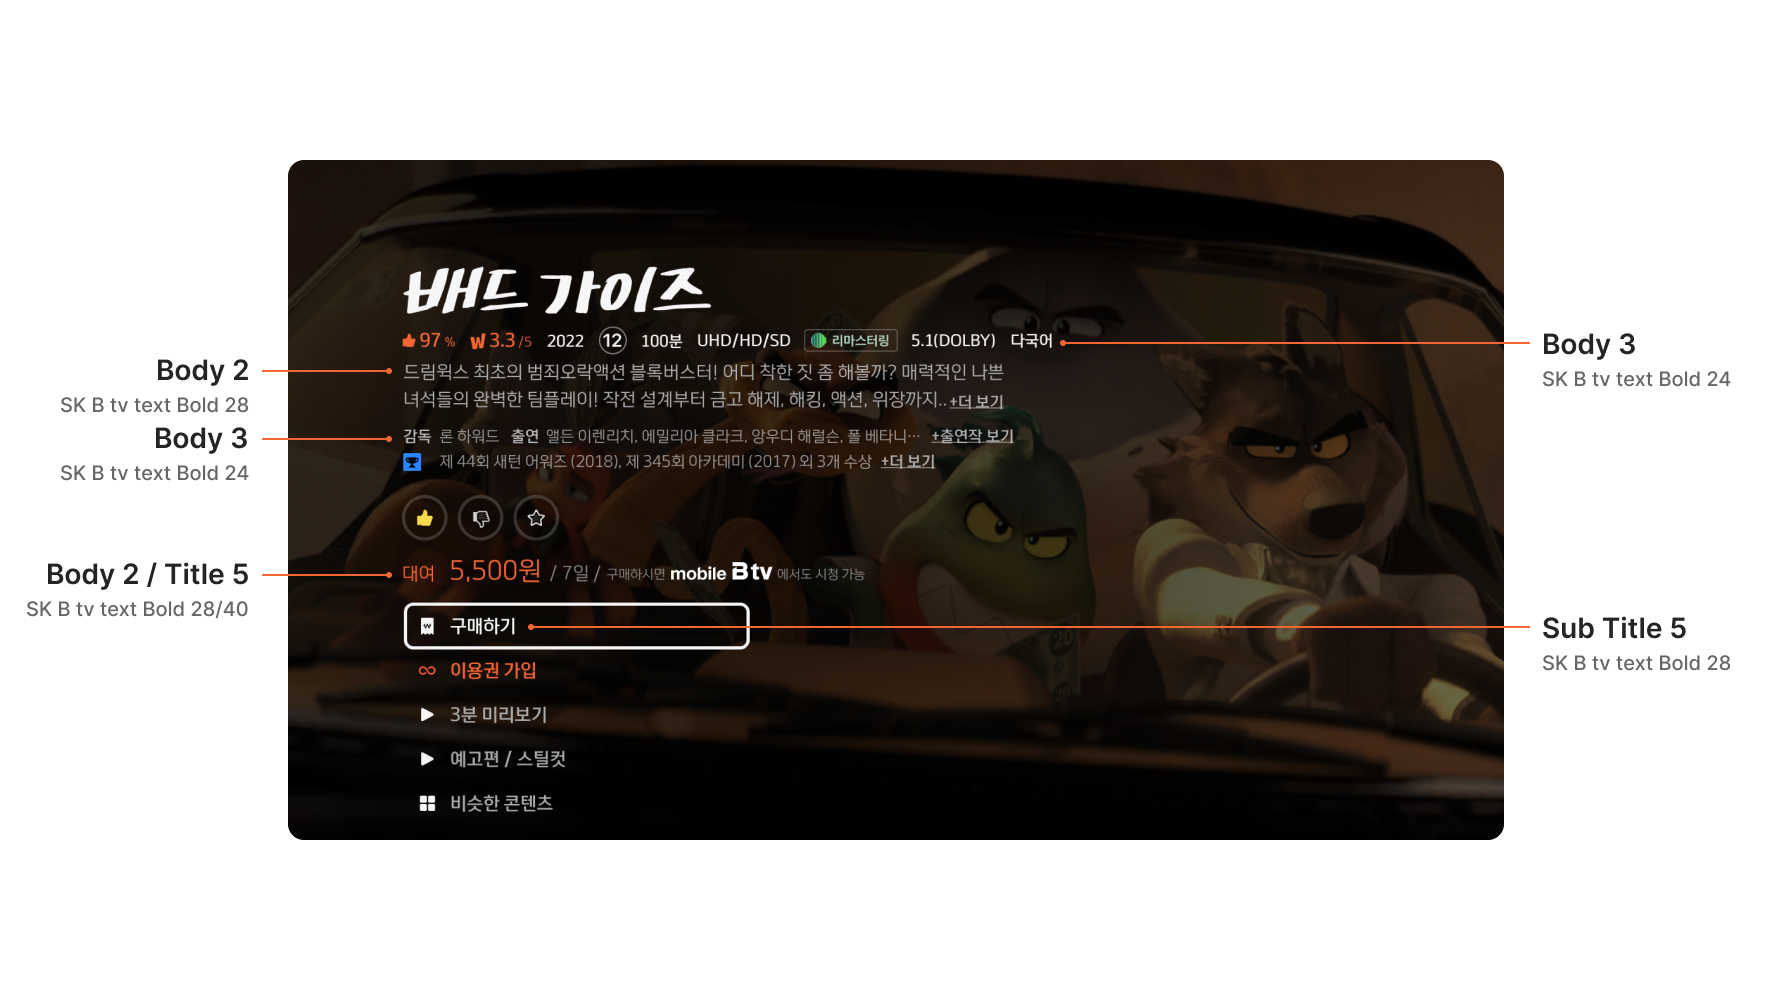 배드 가이즈
97 % W 3.3 /5 2022 12 100분 UHD/HD/SD 리마스터링 5.1(DOLBY) 다국어
Body 3
SK B tv text Bold 24
Body 2
SK B tv text Bold 28
드림웍스 최초의 범죄오락액션 블록버스터! 어디 착한 짓 좀 해볼까? 매력적인 나쁜
녀석들의 완벽한 팀플레이! 작전 설계부터 금고 해제, 해킹, 액션, 위장까지.. +더 보기
Body 3
SK B tv text Bold 24
감독 론 하워드 출연 앨든 이렌리치, 에밀리아 클라크, 앙우디 해럴슨, 폴 베타니… +출연작 보기
제 44회 새턴 어워즈 (2018), 제 345회 아카데미 (2017) 외 3개 수상 +더 보기
Body 2 / Title 5
SK B tv text Bold 28/40
대여 5,500원 / 7일 / 구매하시면 mobile B tv 에서도 시청 가능
구매하기
Sub Title 5
SK B tv text Bold 28
이용권 가입
3분 미리보기
예고편 / 스틸컷
비슷한 콘텐츠
20